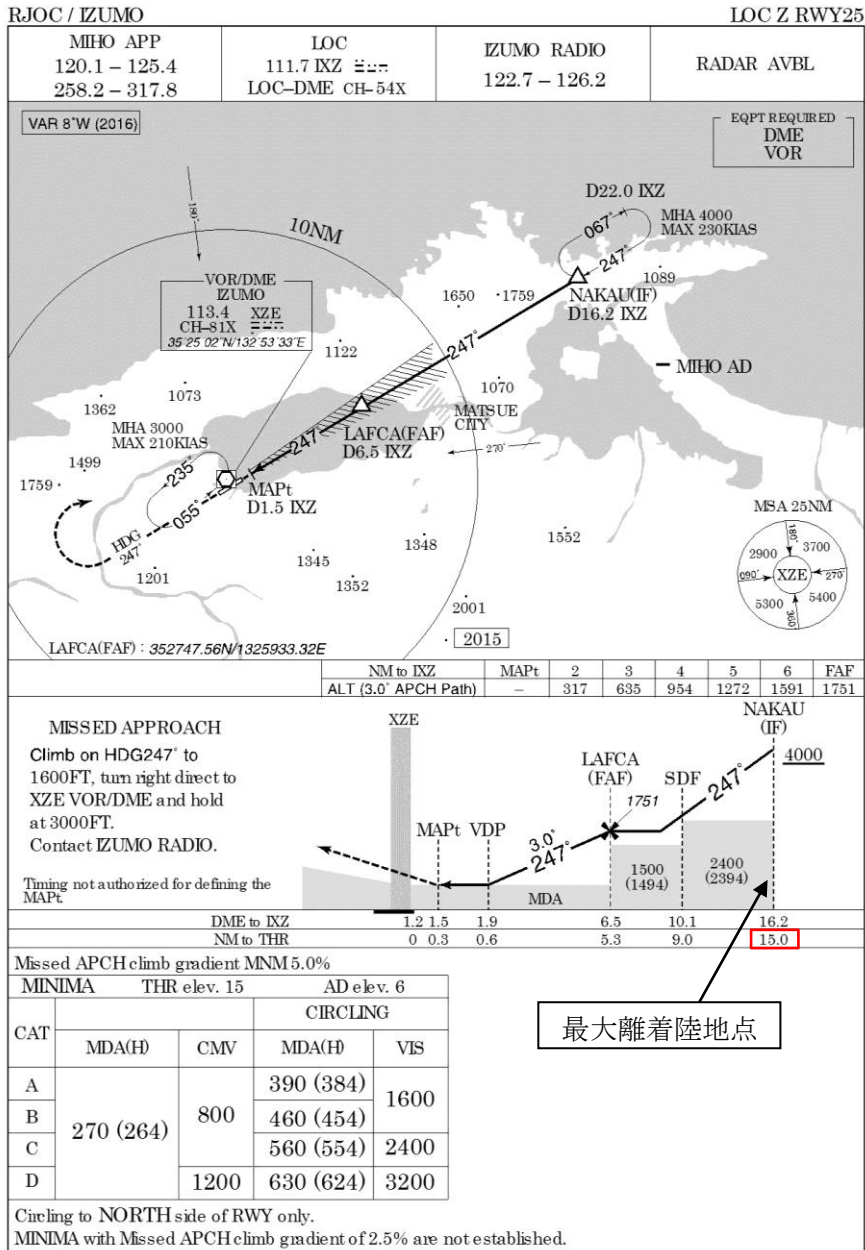 RJOC / IZUMO
LOC Z RWY25
MIHO APP
120.1 – 125.4
258.2 – 317.8
LOC
111.7 IXZ
LOC–DME CH–54X
IZUMO RADIO
122.7 – 126.2
RADAR AVBL
VAR 8°W (2016)
EQPT REQUIRED
DME
VOR
180°
10NM
D22.0 IXZ
067°
MHA 4000
MAX 230KIAS
247°
1089
VOR/DME
IZUMO
113.4 XZE
CH–81X
35 25 02"N/132 53 33"E
1650
1759
NAKAU(IF)
D16.2 IXZ
1122
247°
MIHO AD
1073
1362
1070
MATSUE
CITY
MHA 3000
MAX 210KIAS
LAFCA(FAF)
D6.5 IXZ
247°
270°
235°
1499
1759
MAPt
D1.5 IXZ
055°
HDG
247°
1201
1345
1352
1348
1552
2001
2015
MSA 25NM
180°
2900
3700
090°
XZE
270°
5300
5400
360°
LAFCA(FAF) : 352747.56N/1325933.32E
NM to IXZ MAPt 2 3 4 5 6 FAF
ALT (3.0° APCH Path) – 317 635 954 1272 1591 1751
MISSED APPROACH
Climb on HDG247° to
1600FT, turn right direct to
XZE VOR/DME and hold
at 3000FT.
Contact IZUMO RADIO.
Timing not authorized for defining the
MAPt.
XZE
NAKAU
(IF)
4000
LAFCA
(FAF)
SDF
247°
1751
MAPt VDP
3.0°
247°
1500
(1494)
2400
(2394)
MDA
DME to IXZ 1.2 1.5 1.9 6.5 10.1 16.2
NM to THR 0 0.3 0.6 5.3 9.0 15.0
Missed APCH climb gradient MNM 5.0%
MINIMA THR elev. 15 AD elev. 6
CAT
CIRCLING
MDA(H) CMV MDA(H) VIS
A 270 (264) 800 390 (384) 1600
B 460 (454)
C 560 (554) 2400
D 1200 630 (624) 3200
最大離着陸地点
Circling to NORTH side of RWY only.
MINIMA with Missed APCH climb gradient of 2.5% are not established.